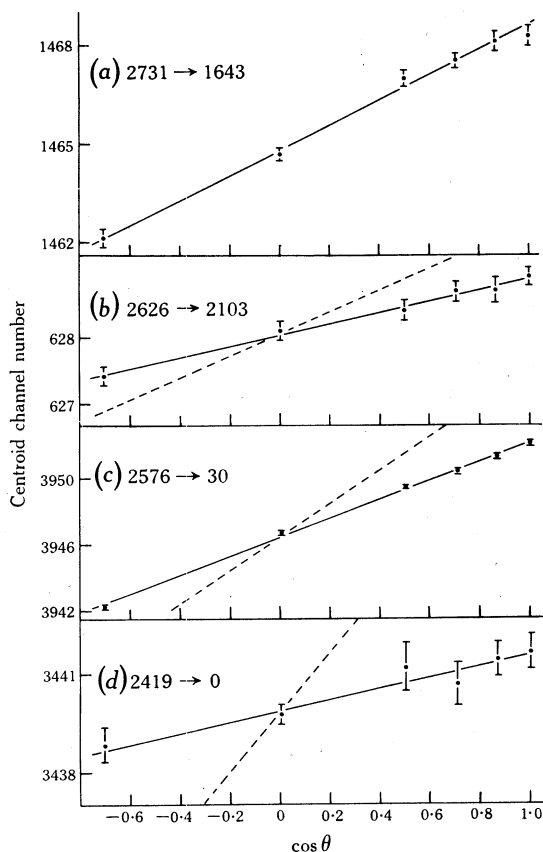 1468
(a) 2731 → 1643
1465
1462
(b) 2626 → 2103
628
627
Centroid channel number
(c) 2576 → 30
3950
3946
3942
(d) 2419 → 0
3441
3438
−0·6 −0·4 −0·2 0 0·2 0·4 0·6 0·8 1·0
cos θ